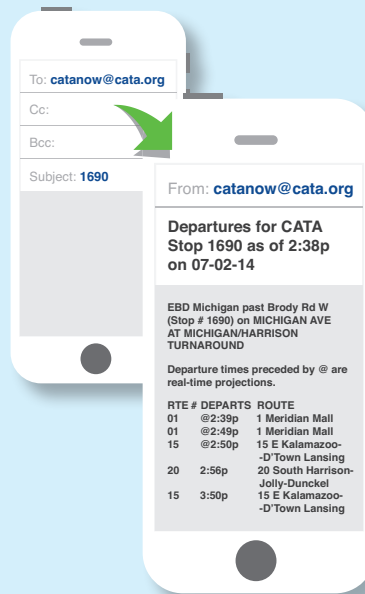 To: catanow@cata.org
Cc:
Bcc:
Subject: 1690
From: catanow@cata.org
Departures for CATA
Stop 1690 as of 2:38p
on 07-02-14
EBD Michigan past Brody Rd W
(Stop # 1690) on MICHIGAN AVE
AT MICHIGAN/HARRISON
TURNAROUND
Departure times preceded by @ are
real-time projections.
RTE # DEPARTS ROUTE
01 @2:39p 1 Meridian Mall
01 @2:49p 1 Meridian Mall
15 @2:50p 15 E Kalamazoo-
-D'Town Lansing
20 2:56p 20 South Harrison-
Jolly-Dunckel
15 3:50p 15 E Kalamazoo-
-D'Town Lansing